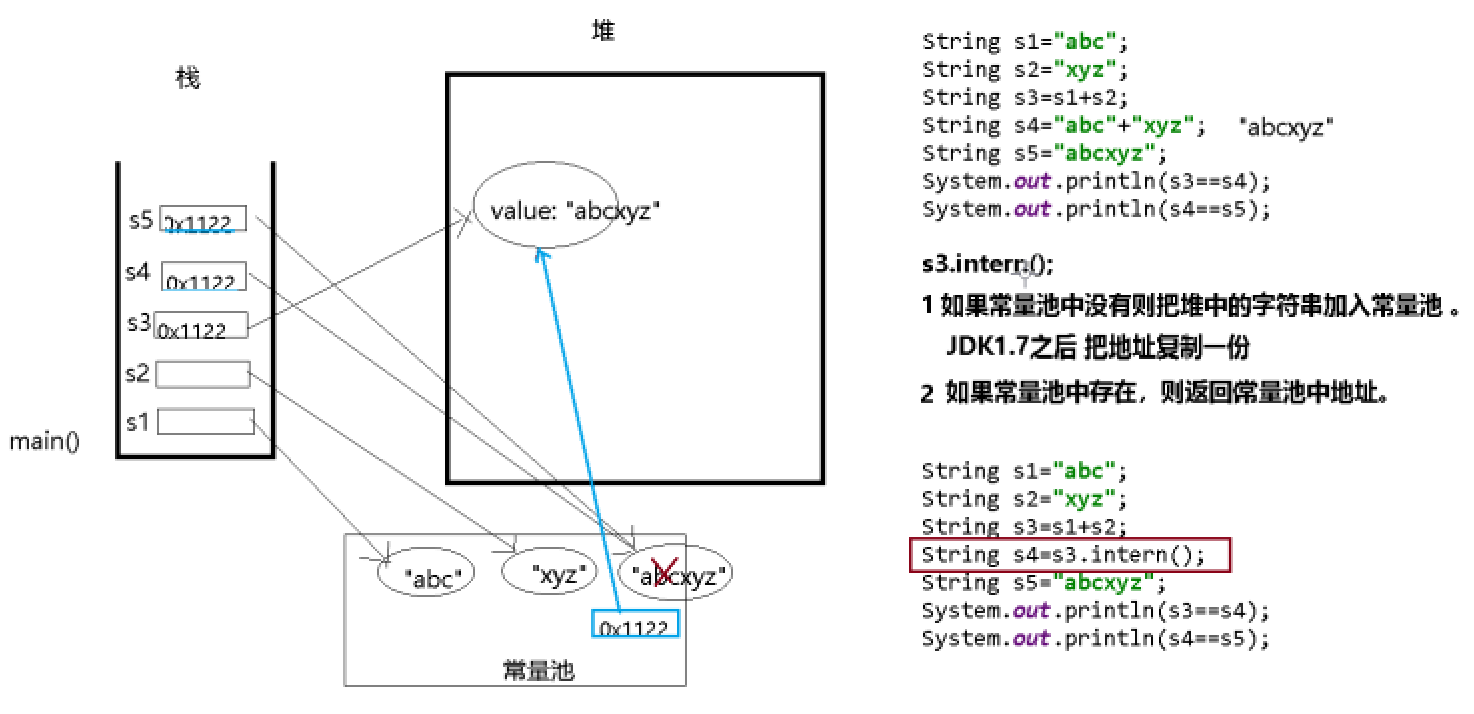 堆
栈
s5 0x1122
s4 0x1122
s3 0x1122
s2
s1
main()
value: "abcxyz"
"abc"
"xyz"
"abcxyz"
0x1122
常量池
String s1="abc";
String s2="xyz";
String s3=s1+s2;
String s4="abc"+"xyz"; "abcxyz"
String s5="abcxyz";
System.out.println(s3==s4);
System.out.println(s4==s5);
s3.intern();
1 如果常量池中没有则把堆中的字符串加入常量池 。
JDK1.7之后 把地址复制一份
2 如果常量池中存在，则返回常量池中地址。
String s1="abc";
String s2="xyz";
String s3=s1+s2;
String s4=s3.intern();
String s5="abcxyz";
System.out.println(s3==s4);
System.out.println(s4==s5);